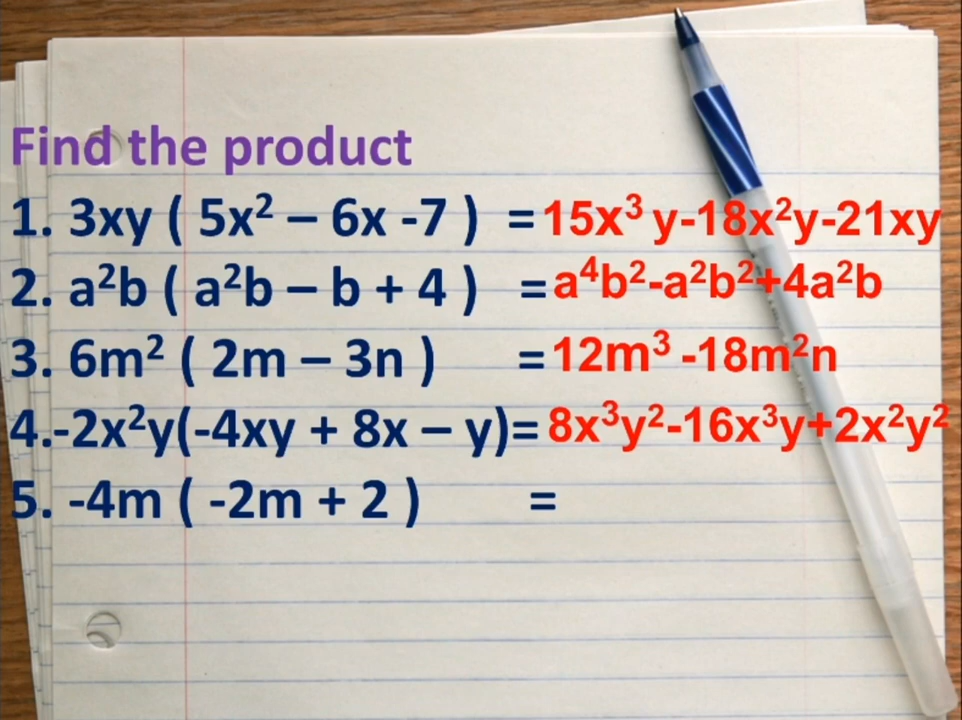 Find the product
1. 3xy ( 5x² – 6x -7 ) = 15x³ y-18x²y-21xy
2. a²b ( a²b – b + 4 ) = a⁴b²-a²b²+4a²b
3. 6m² ( 2m – 3n ) = 12m³ -18m²n
4.-2x²y(-4xy + 8x – y)= 8x³y²-16x³y+2x²y²
5. -4m ( -2m + 2 ) =